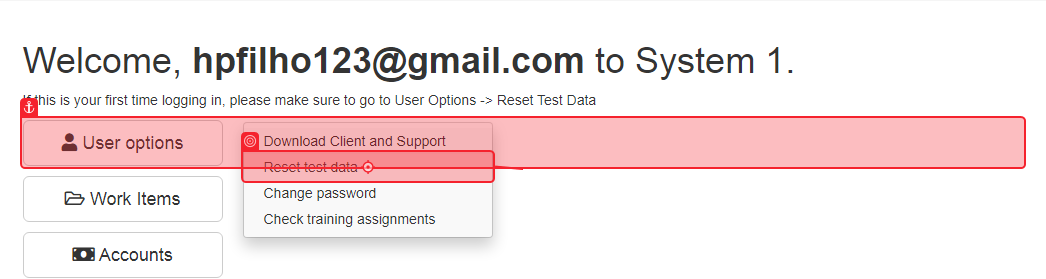 Welcome, hpfilho123@gmail.com to System 1.
If this is your first time logging in, please make sure to go to User Options -> Reset Test Data
User options
Download Client and Support
Reset test data
Change password
Check training assignments
Work Items
Accounts